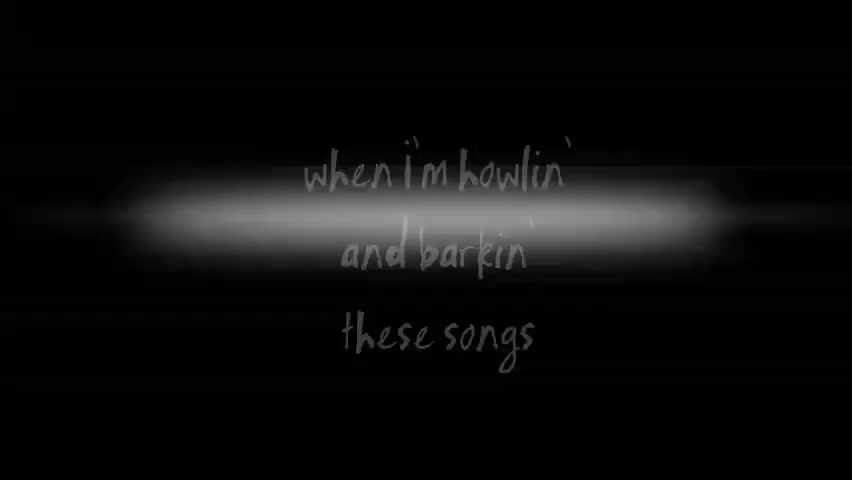 when i'm howlin'
and barkin'
these songs